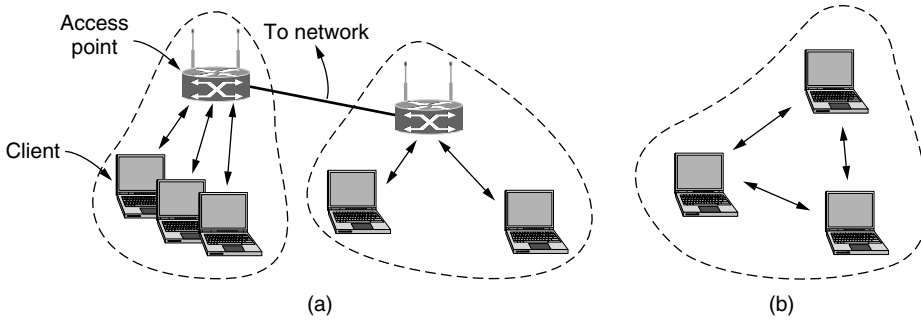 Access
point
To network
Client
(a)
(b)